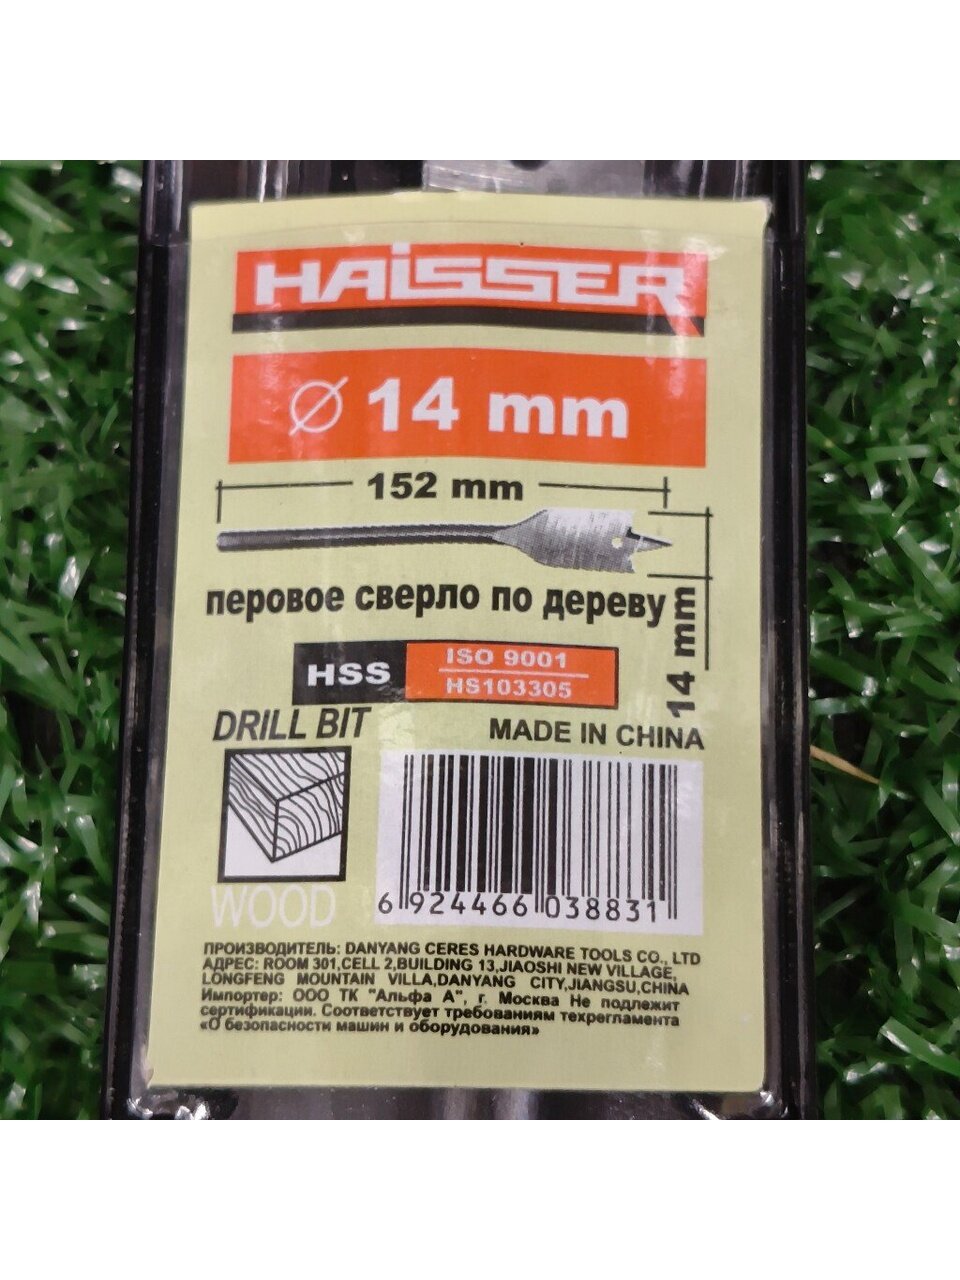 HAİSSER
Ø 14 mm
152 mm
14 mm
перовое сверло по дереву
HSS
ISO 9001
HS103305
DRILL BIT
MADE IN CHINA
WOOD
6 924466 038831
ПРОИЗВОДИТЕЛЬ: DANYANG CERES HARDWARE TOOLS CO., LTD
АДРЕС: ROOM 301,CELL 2,BUILDING 13,JIAOSHI NEW VILLAGE,
LONGFENG MOUNTAIN VILLA,DANYANG CITY,JIANGSU,CHINA
Импортер: ООО ТК "Альфа А", г. Москва Не подлежит
сертификации. Соответствует требованиям техрегламента
«О безопасности машин и оборудования»